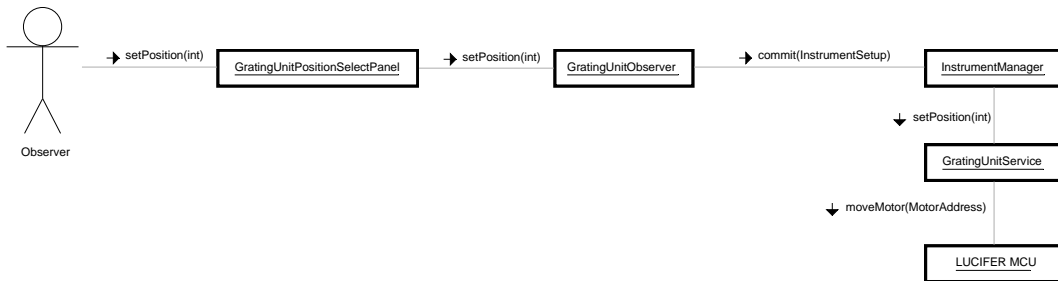 setPosition(int)
setPosition(int)
commit(InstrumentSetup)
GratingUnitPositionSelectPanel
GratingUnitObserver
InstrumentManager
setPosition(int)
Observer
GratingUnitService
moveMotor(MotorAddress)
LUCIFER MCU